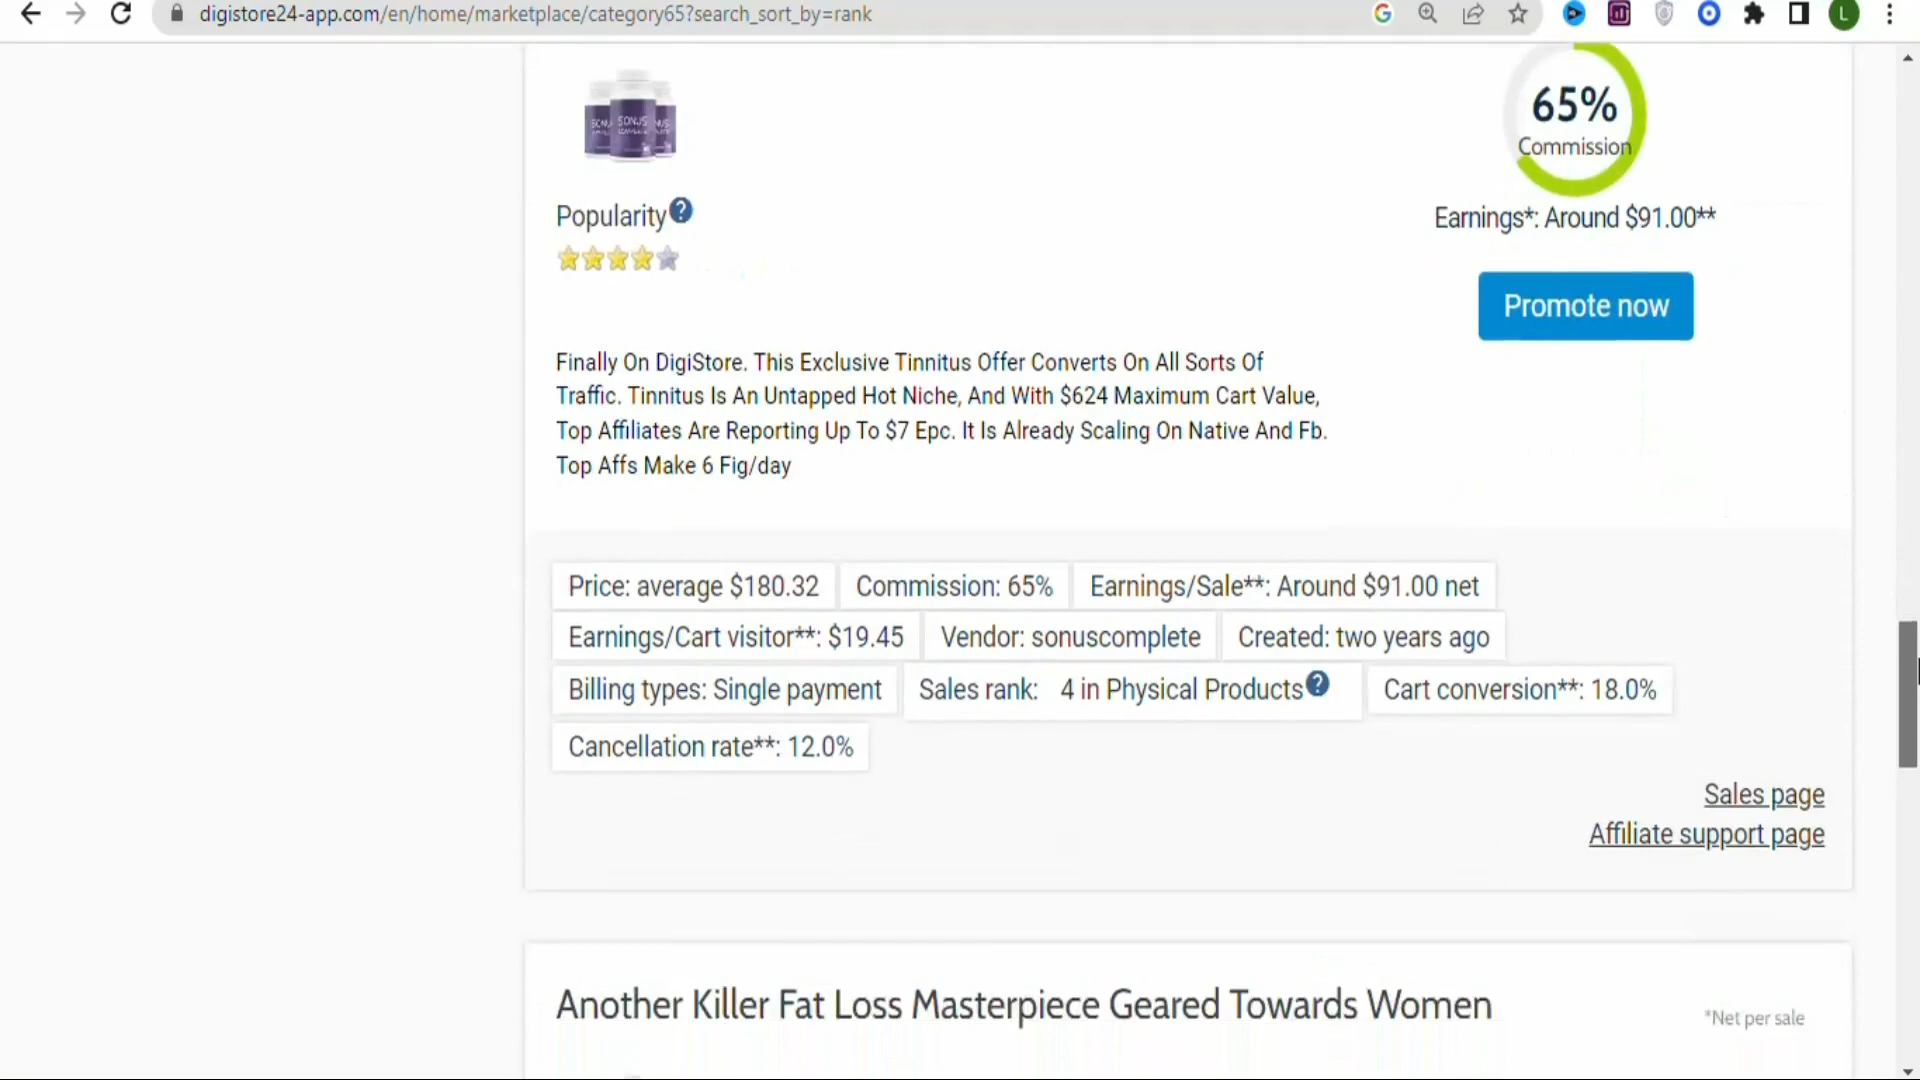 digistore24-app.com/en/home/marketplace/category65?search_sort_by=rank
L
SONUS
65%
Commission
Popularity?
Earnings*: Around $91.00**
Promote now
Finally On DigiStore. This Exclusive Tinnitus Offer Converts On All Sorts Of
Traffic. Tinnitus Is An Untapped Hot Niche, And With $624 Maximum Cart Value,
Top Affiliates Are Reporting Up To $7 Epc. It Is Already Scaling On Native And Fb.
Top Affs Make 6 Fig/day
Price: average $180.32 Commission: 65% Earnings/Sale**: Around $91.00 net
Earnings/Cart visitor**: $19.45 Vendor: sonuscomplete Created: two years ago
Billing types: Single payment Sales rank: 4 in Physical Products? Cart conversion**: 18.0%
Cancellation rate**: 12.0%
Sales page
Affiliate support page
Another Killer Fat Loss Masterpiece Geared Towards Women
*Net per sale